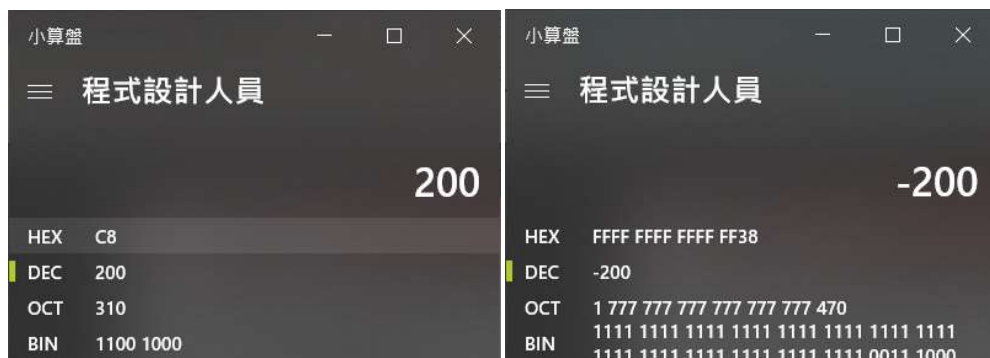 小算盤
程式設計人員
200
HEX C8
DEC 200
OCT 310
BIN 1100 1000
小算盤
程式設計人員
-200
HEX FFFF FFFF FFFF FF38
DEC -200
OCT 1 777 777 777 777 777 777 470
BIN 1111 1111 1111 1111 1111 1111 1111 1111
1111 1111 1111 1111 1111 1111 0011 1000